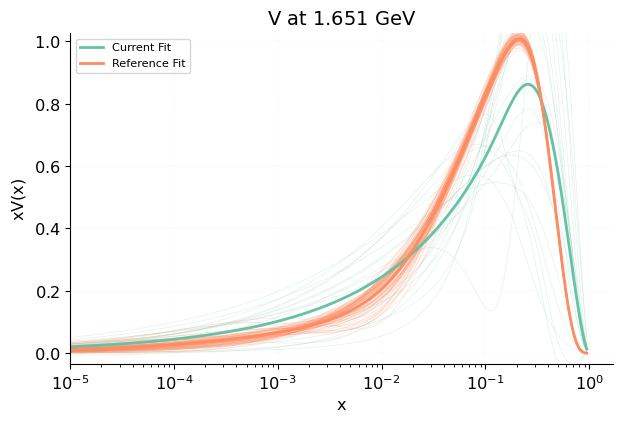 V at 1.651 GeV
Current Fit
Reference Fit
1.0
0.8
0.6
0.4
0.2
0.0
xV(x)
10⁻⁵
10⁻⁴
10⁻³
10⁻²
10⁻¹
10⁰
x